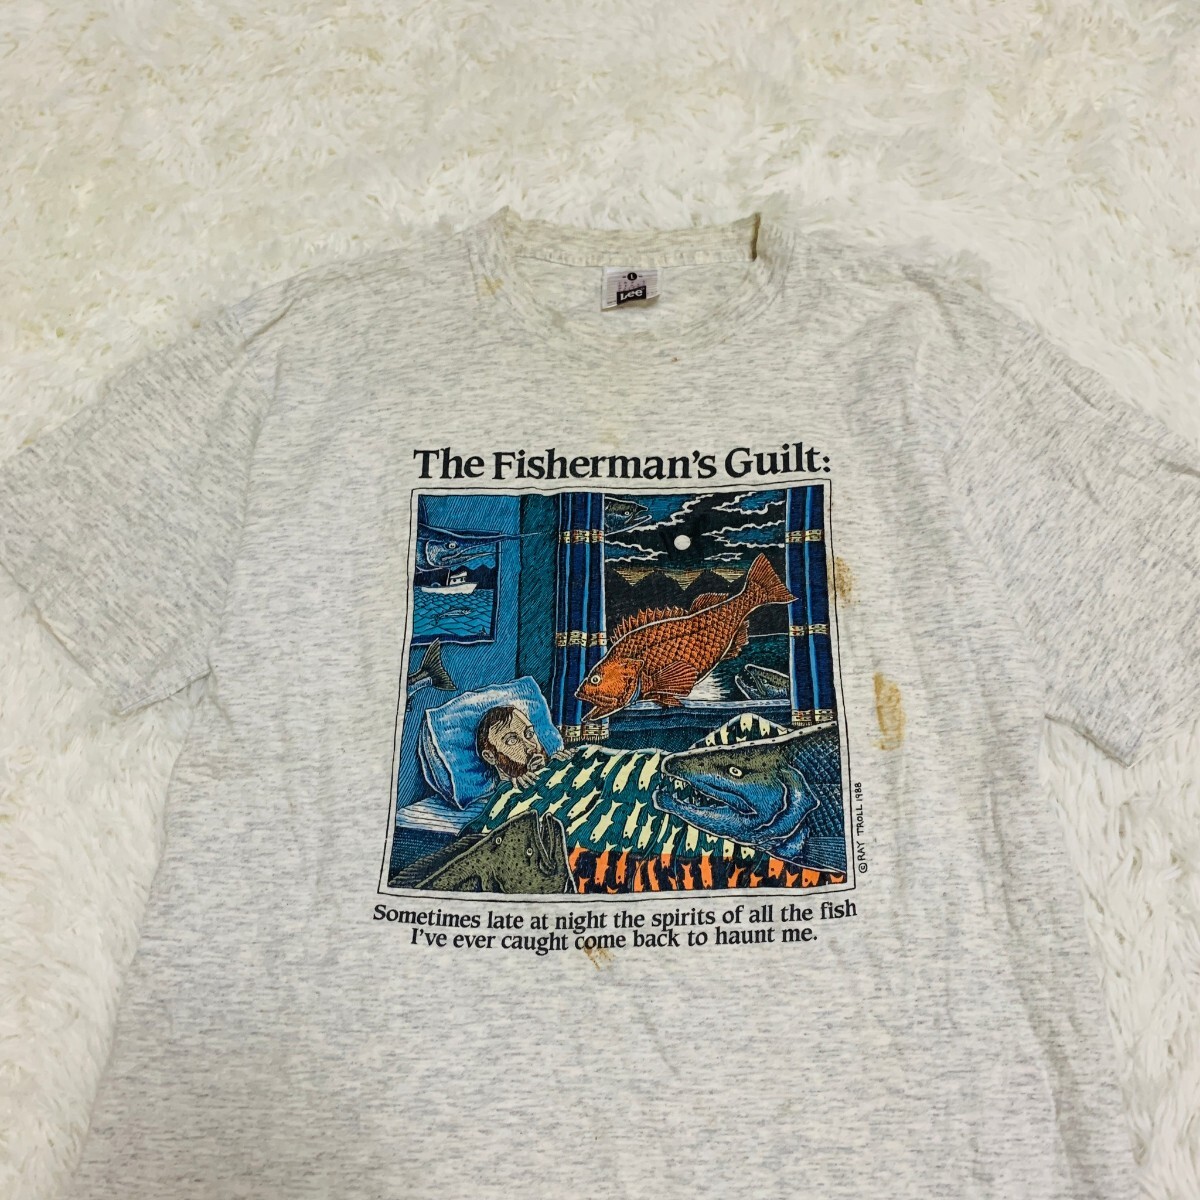 L
Lee
The Fisherman's Guilt:
©RAY TROLL 1988
Sometimes late at night the spirits of all the fish
I've ever caught come back to haunt me.